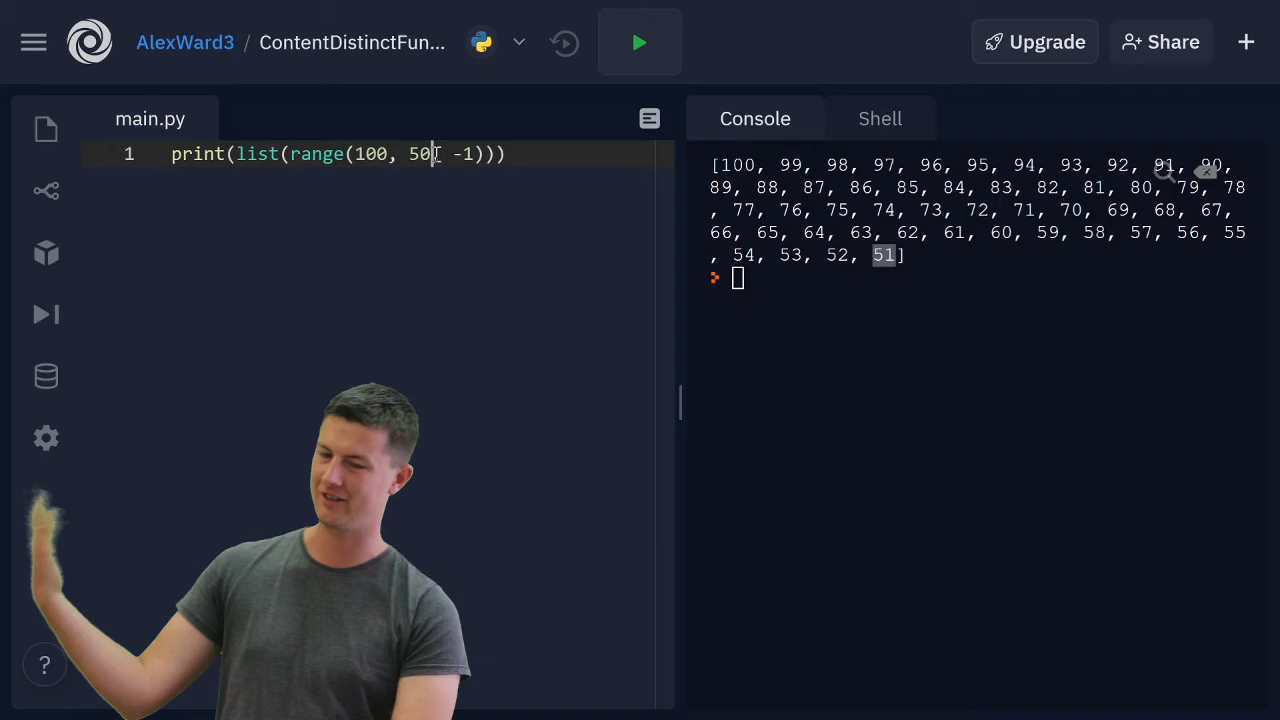 AlexWard3 / ContentDistinctFun...
Upgrade
Share
main.py
1 print(list(range(100, 50, -1)))
Console
Shell
[100, 99, 98, 97, 96, 95, 94, 93, 92, 91, 90,
89, 88, 87, 86, 85, 84, 83, 82, 81, 80, 79, 78
, 77, 76, 75, 74, 73, 72, 71, 70, 69, 68, 67,
66, 65, 64, 63, 62, 61, 60, 59, 58, 57, 56, 55
, 54, 53, 52, 51]
?